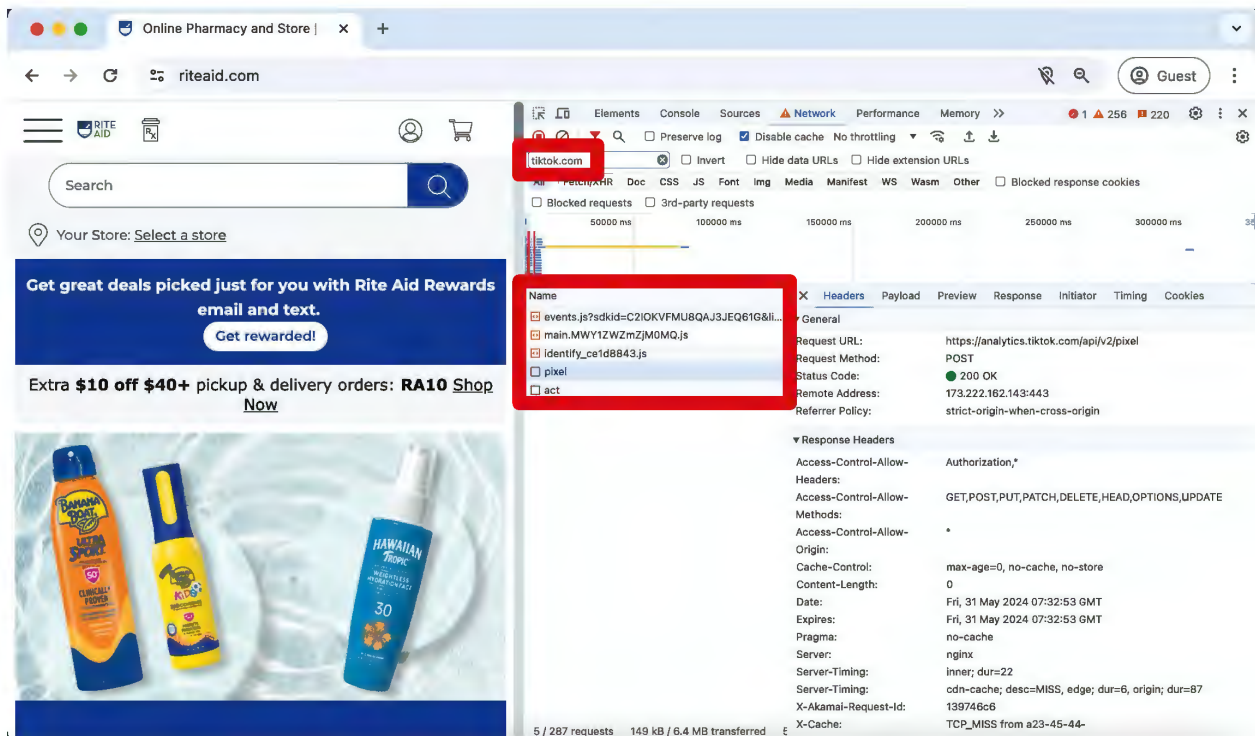 Online Pharmacy and Store |
riteaid.com
Guest
RITE AID
Rx
Search
Your Store: Select a store
Get great deals picked just for you with Rite Aid Rewards
email and text.
Get rewarded!
Extra $10 off $40+ pickup & delivery orders: RA10 Shop
Now
BANANA
BOAT
ULTRA
SPORT
50
CLINICALLY
PROVEN
KIDS
HAWAIIAN
TROPIC
WEIGHTLESS
HYDRATION FACE
30
Elements Console Sources Network Performance Memory >> 1 256 220
Preserve log Disable cache No throttling
tiktok.com Invert Hide data URLs Hide extension URLs
All Fetch/XHR Doc CSS JS Font Img Media Manifest WS Wasm Other Blocked response cookies
Blocked requests 3rd-party requests
50000 ms 100000 ms 150000 ms 200000 ms 250000 ms 300000 ms
Name
events.js?sdkid=C2IOKVFMU8QAJ3JEQ61G&li...
main.MWY1ZWZmZjM0MQ.js
identify_ce1d8843.js
pixel
act
5 / 287 requests 149 kB / 6.4 MB transferred
Headers Payload Preview Response Initiator Timing Cookies
General
Request URL: https://analytics.tiktok.com/api/v2/pixel
Request Method: POST
Status Code: 200 OK
Remote Address: 173.222.162.143:443
Referrer Policy: strict-origin-when-cross-origin
Response Headers
Access-Control-Allow- Authorization,*
Headers:
Access-Control-Allow- GET,POST,PUT,PATCH,DELETE,HEAD,OPTIONS,UPDATE
Methods:
Access-Control-Allow- *
Origin:
Cache-Control: max-age=0, no-cache, no-store
Content-Length: 0
Date: Fri, 31 May 2024 07:32:53 GMT
Expires: Fri, 31 May 2024 07:32:53 GMT
Pragma: no-cache
Server: nginx
Server-Timing: inner; dur=22
Server-Timing: cdn-cache; desc=MISS, edge; dur=6, origin; dur=87
X-Akamai-Request-Id: 139746c6
X-Cache: TCP_MISS from a23-45-44-